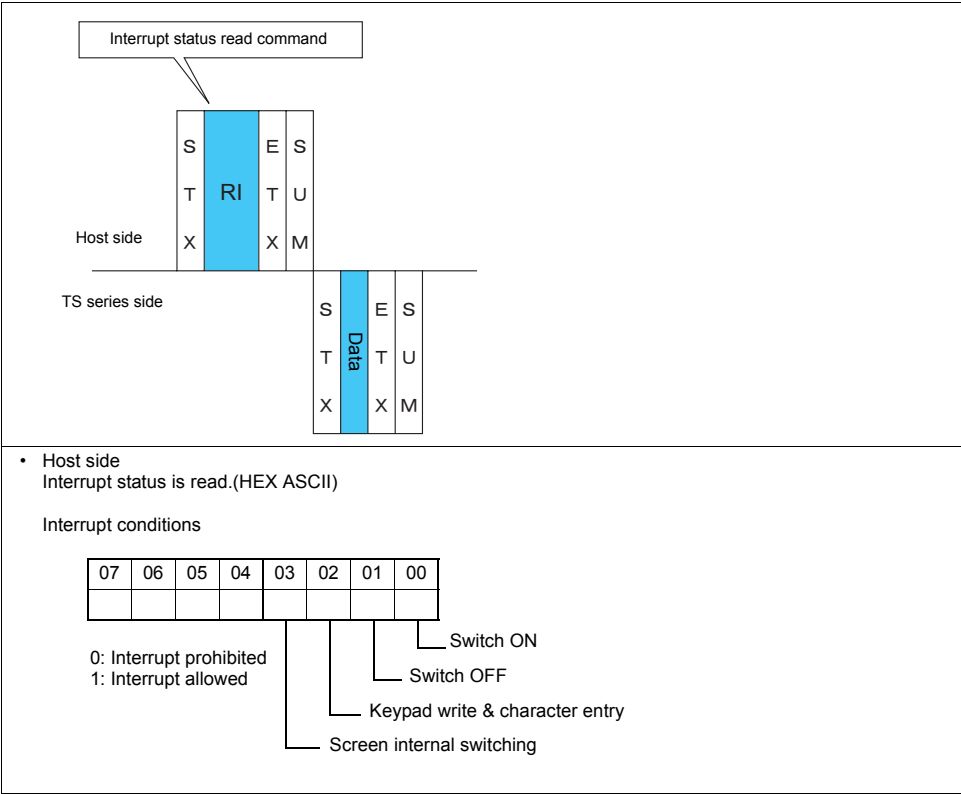 Interrupt status read command
S
T
X
RI
E
T
X
S
U
M
Host side
TS series side
S
T
X
Data
E
T
X
S
U
M
• Host side
Interrupt status is read.(HEX ASCII)
Interrupt conditions
07 06 05 04 03 02 01 00
Switch ON
0: Interrupt prohibited
1: Interrupt allowed
Switch OFF
Keypad write & character entry
Screen internal switching